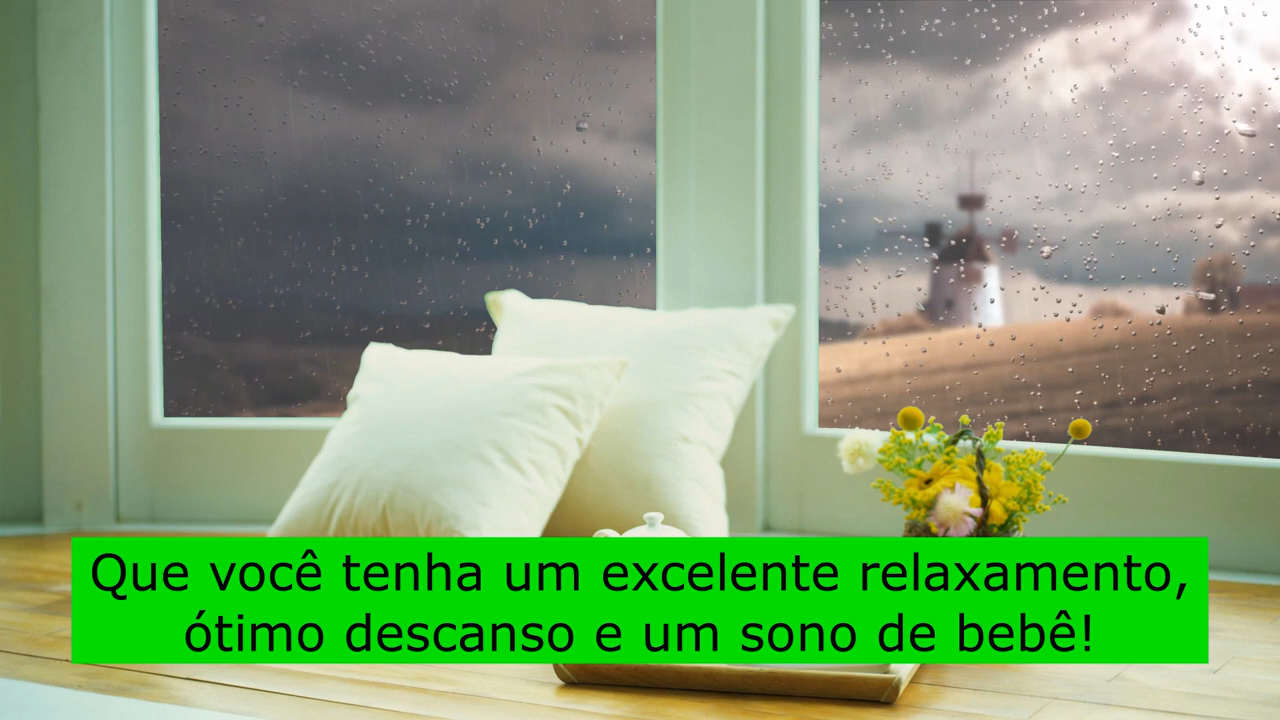 Que você tenha um excelente relaxamento,
ótimo descanso e um sono de bebê!